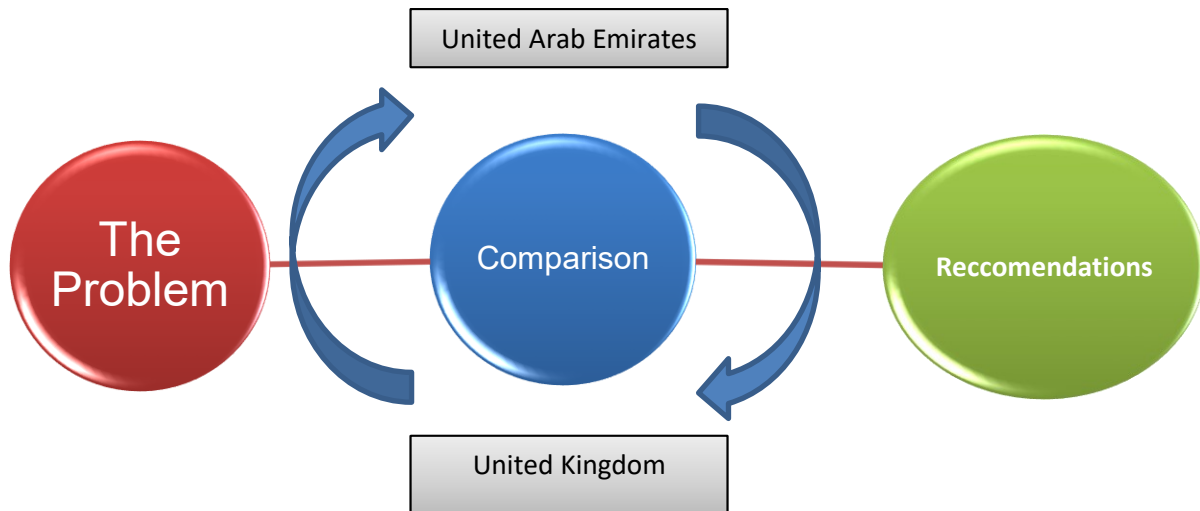 United Arab Emirates
The
Problem
Comparison
Reccomendations
United Kingdom